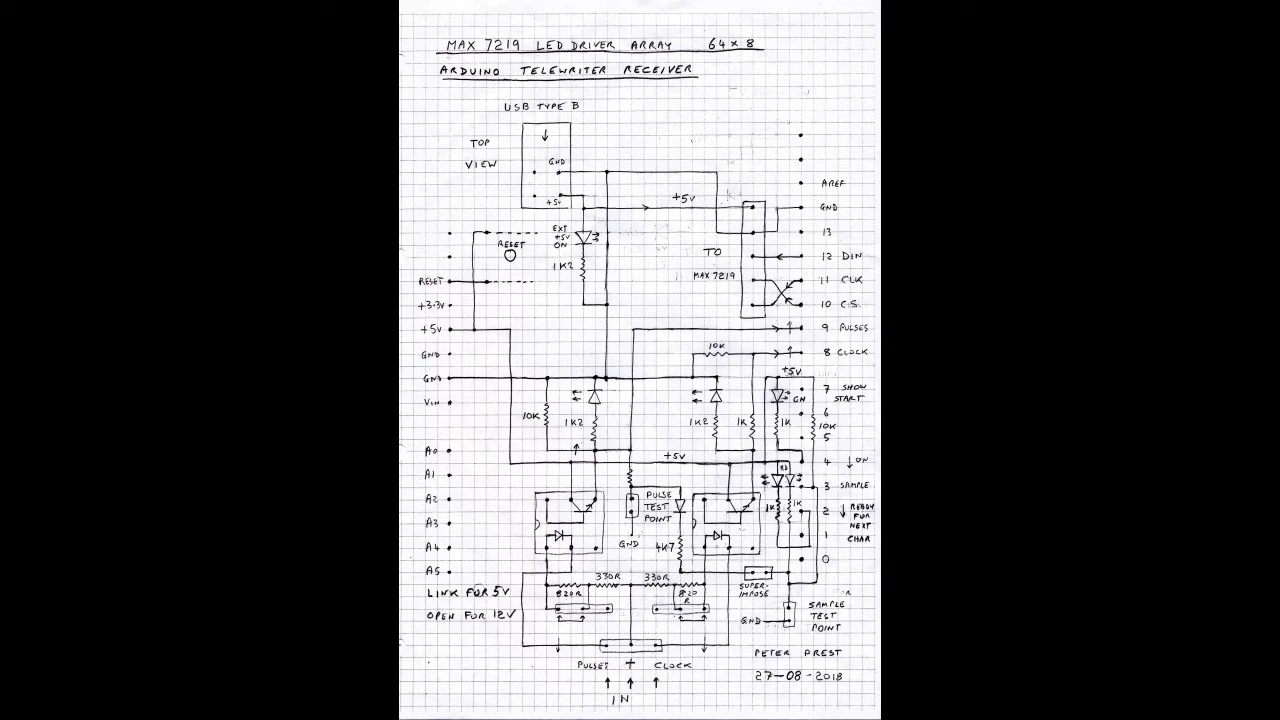 MAX 7219 LED DRIVER ARRAY 64 x 8
ARDUINO TELEWRITER RECEIVER
USB TYPE B
TOP
VIEW
GND
+5V
AREF
GND
13
12 DIN
11 CLK
10 C.S.
9 PULSES
8 CLOCK
+5V
TO
MAX 7219
EXT
+5V
ON
1K2
RESET
RESET
+3.3V
+5V
GND
GND
VIN
A0
A1
A2
A3
A4
A5
10K
+5V
7 SHOW
START
6
10K
5
4 ↓ ON
3 SAMPLE
2 ↓ READY
FOR
NEXT
1 CHAR
0
10K
1K2
1K2
1K
GN
1K
+5V
RD
1K
1K
PULSE
TEST
POINT
GND
4K7
330R
330R
820R
820
R
SUPER-
IMPOSE
LINK FOR 5V
OPEN FOR 12V
SAMPLE
TEST
POINT
GND
PULSES + CLOCK
IN
PETER PREST
27-08-2018